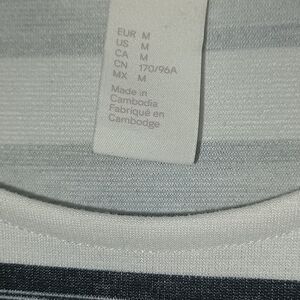 EUR M
US M
CA M
CN 170/96A
MX M
Made in
Cambodia
Fabriqué en
Cambodge